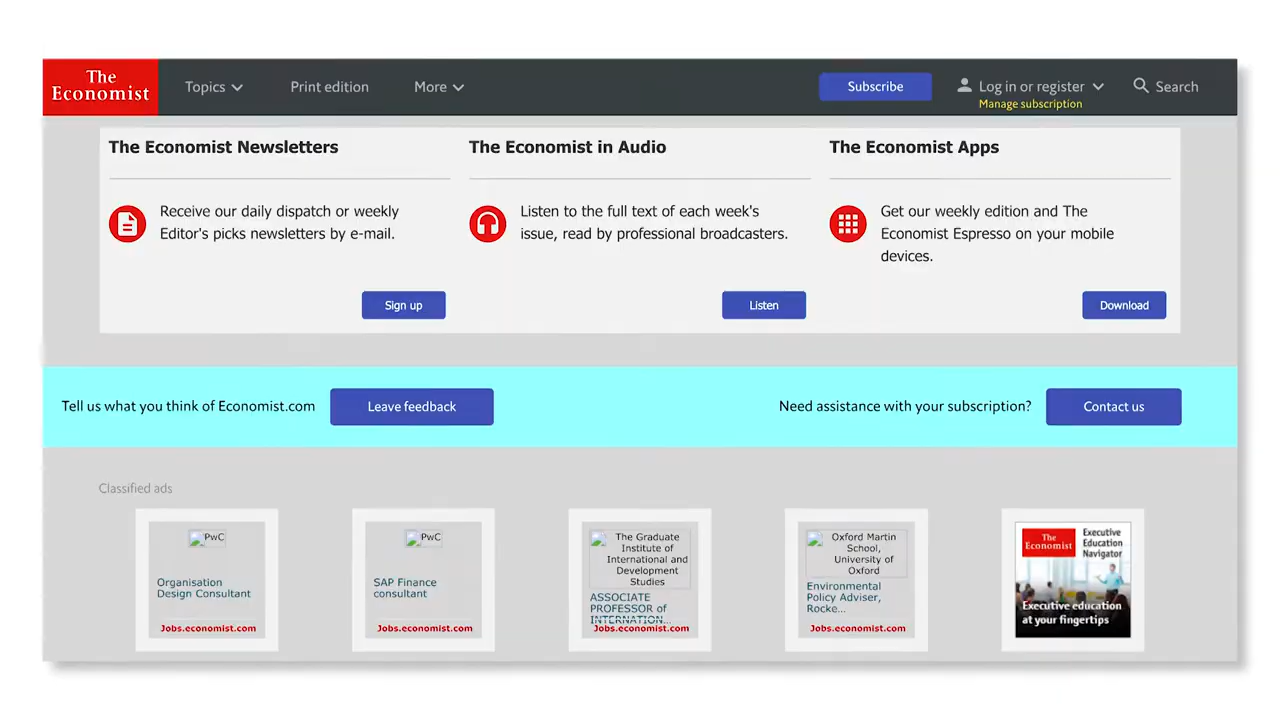 The
Economist
Topics
Print edition
More
Subscribe
Log in or register
Manage subscription
Search
The Economist Newsletters
Receive our daily dispatch or weekly
Editor's picks newsletters by e-mail.
Sign up
The Economist in Audio
Listen to the full text of each week's
issue, read by professional broadcasters.
Listen
The Economist Apps
Get our weekly edition and The
Economist Espresso on your mobile
devices.
Download
Tell us what you think of Economist.com
Leave feedback
Need assistance with your subscription?
Contact us
Classified ads
PwC
Organisation
Design Consultant
Jobs.economist.com
PwC
SAP Finance
consultant
Jobs.economist.com
The Graduate
Institute of
International and
Development
Studies
ASSOCIATE
PROFESSOR of
INTERNATION...
Jobs.economist.com
Oxford Martin
School,
University of
Oxford
Environmental
Policy Adviser,
Rocke...
Jobs.economist.com
The
Economist
Executive
Education
Navigator
Executive education
at your fingertips